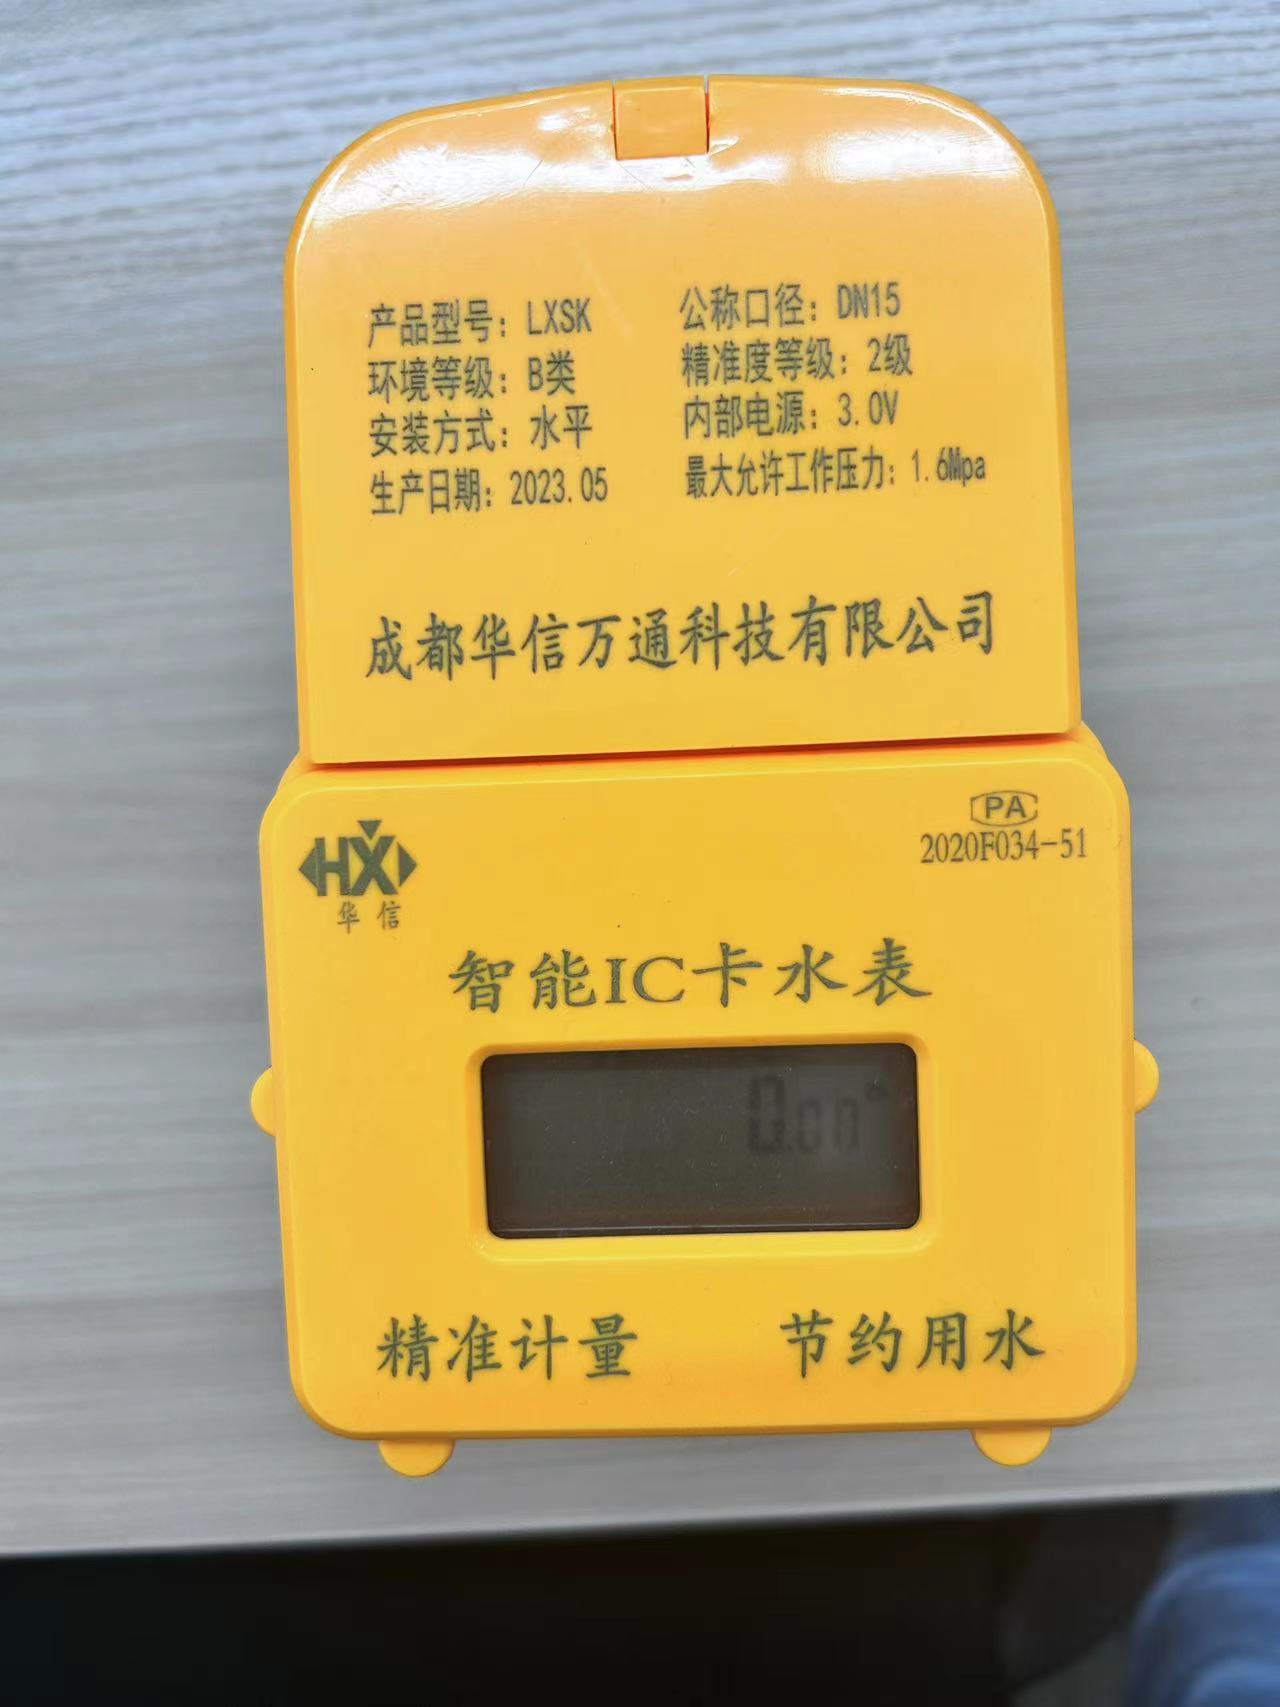 产品型号：LXSK 公称口径：DN15
环境等级：B类 精准度等级：2级
安装方式：水平 内部电源：3.0V
生产日期：2023.05 最大允许工作压力：1.6Mpa
成都华信万通科技有限公司
PA
2020F034-51
HX
华信
智能IC卡水表
精准计量 节约用水